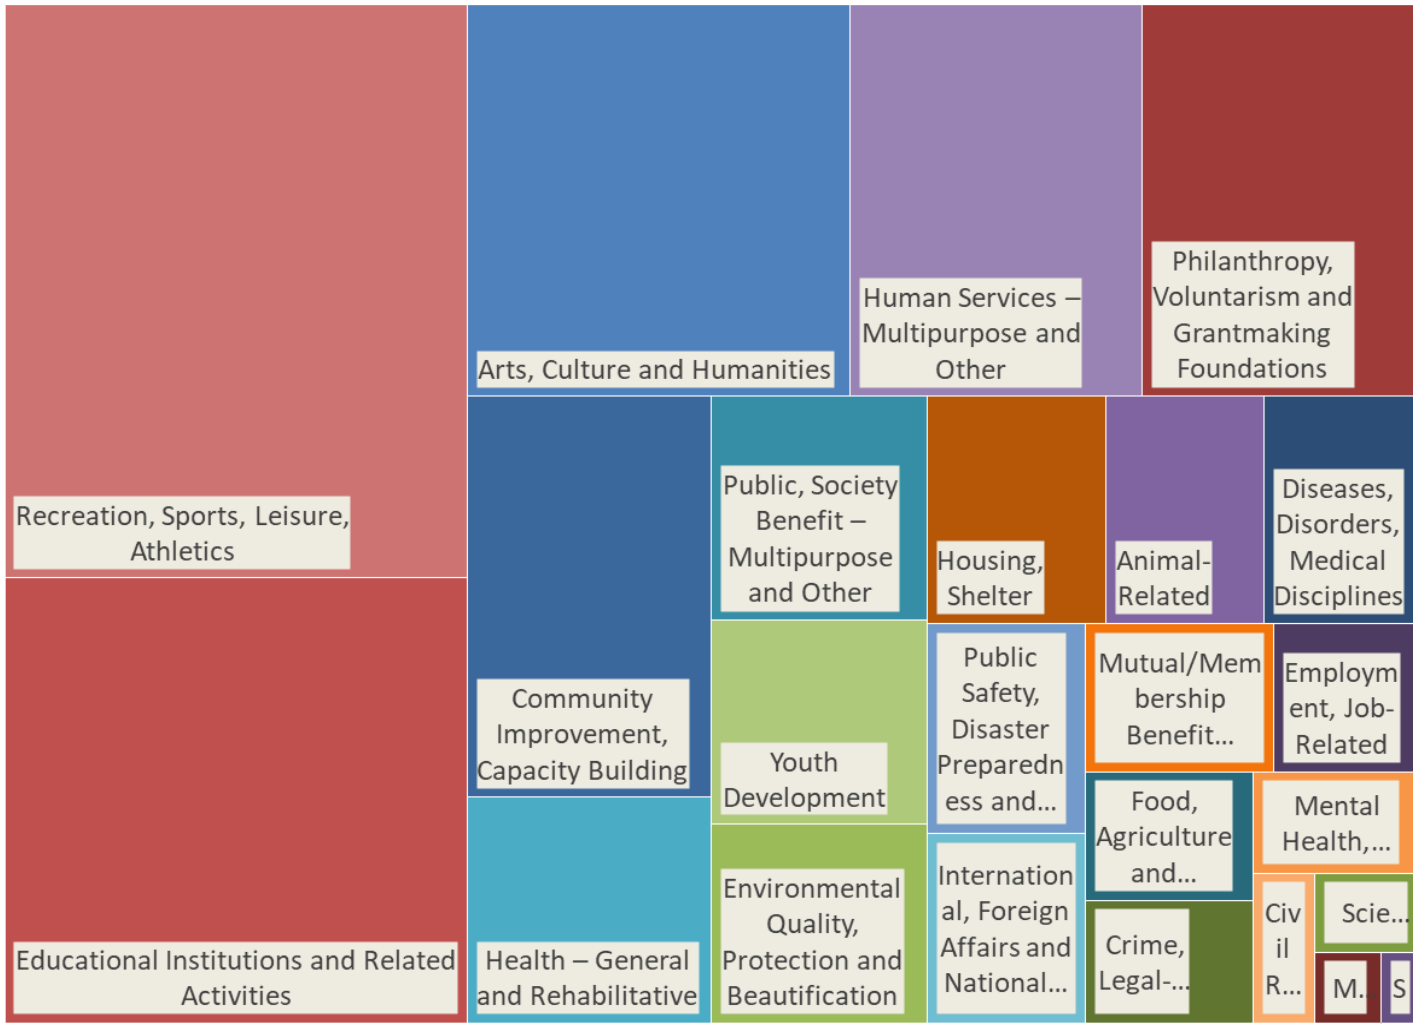 Recreation, Sports, Leisure,
Athletics
Educational Institutions and Related
Activities
Arts, Culture and Humanities
Human Services –
Multipurpose and
Other
Philanthropy,
Voluntarism and
Grantmaking
Foundations
Community
Improvement,
Capacity Building
Health – General
and Rehabilitative
Public, Society
Benefit –
Multipurpose
and Other
Youth
Development
Environmental
Quality,
Protection and
Beautification
Housing,
Shelter
Animal-
Related
Diseases,
Disorders,
Medical
Disciplines
Public
Safety,
Disaster
Preparedn
ess and...
Internation
al, Foreign
Affairs and
National...
Mutual/Mem
bership
Benefit...
Employm
ent, Job-
Related
Food,
Agriculture
and...
Crime,
Legal-...
Mental
Health,...
Civ
il
R...
Scie...
M...
S